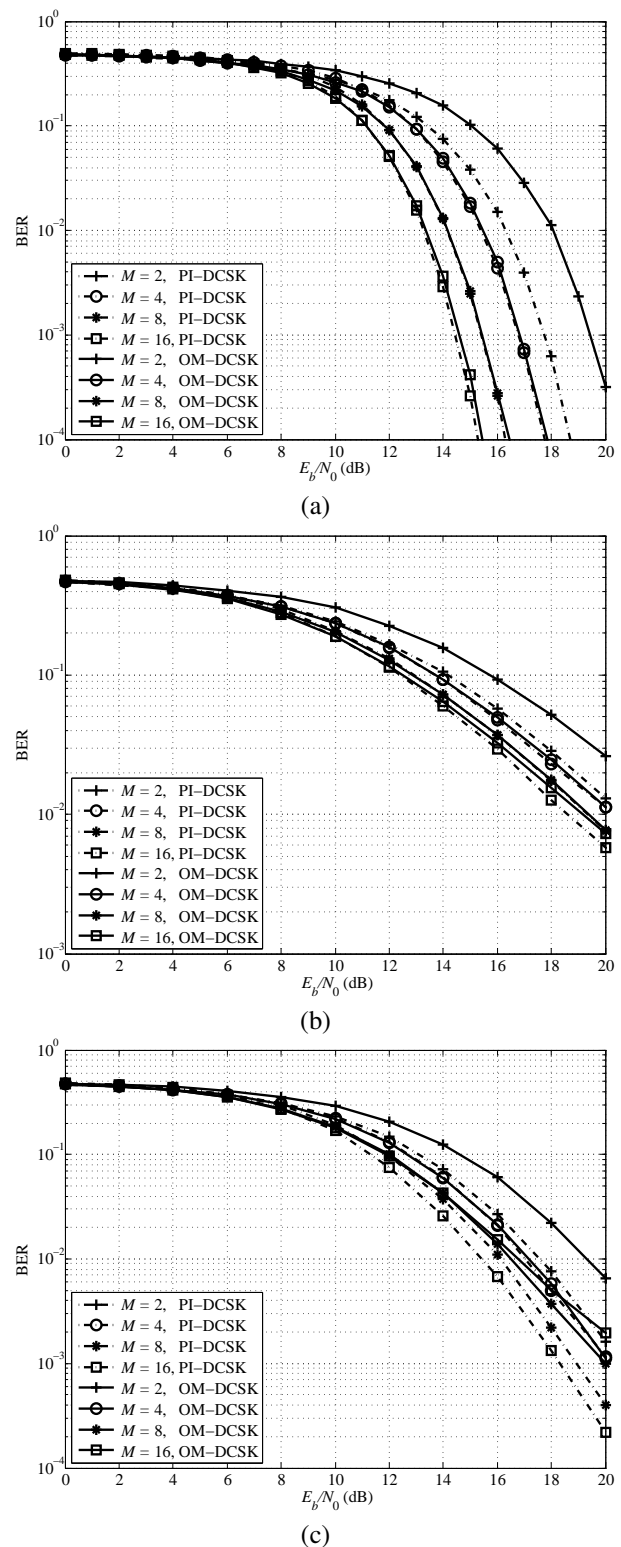 10^0
10^-1
10^-2
10^-3
10^-4
BER
M = 2, PI–DCSK
M = 4, PI–DCSK
M = 8, PI–DCSK
M = 16, PI–DCSK
M = 2, OM–DCSK
M = 4, OM–DCSK
M = 8, OM–DCSK
M = 16, OM–DCSK
0 2 4 6 8 10 12 14 16 18 20
E_b/N_0 (dB)
(a)
10^0
10^-1
10^-2
10^-3
BER
M = 2, PI–DCSK
M = 4, PI–DCSK
M = 8, PI–DCSK
M = 16, PI–DCSK
M = 2, OM–DCSK
M = 4, OM–DCSK
M = 8, OM–DCSK
M = 16, OM–DCSK
0 2 4 6 8 10 12 14 16 18 20
E_b/N_0 (dB)
(b)
10^0
10^-1
10^-2
10^-3
10^-4
BER
M = 2, PI–DCSK
M = 4, PI–DCSK
M = 8, PI–DCSK
M = 16, PI–DCSK
M = 2, OM–DCSK
M = 4, OM–DCSK
M = 8, OM–DCSK
M = 16, OM–DCSK
0 2 4 6 8 10 12 14 16 18 20
E_b/N_0 (dB)
(c)